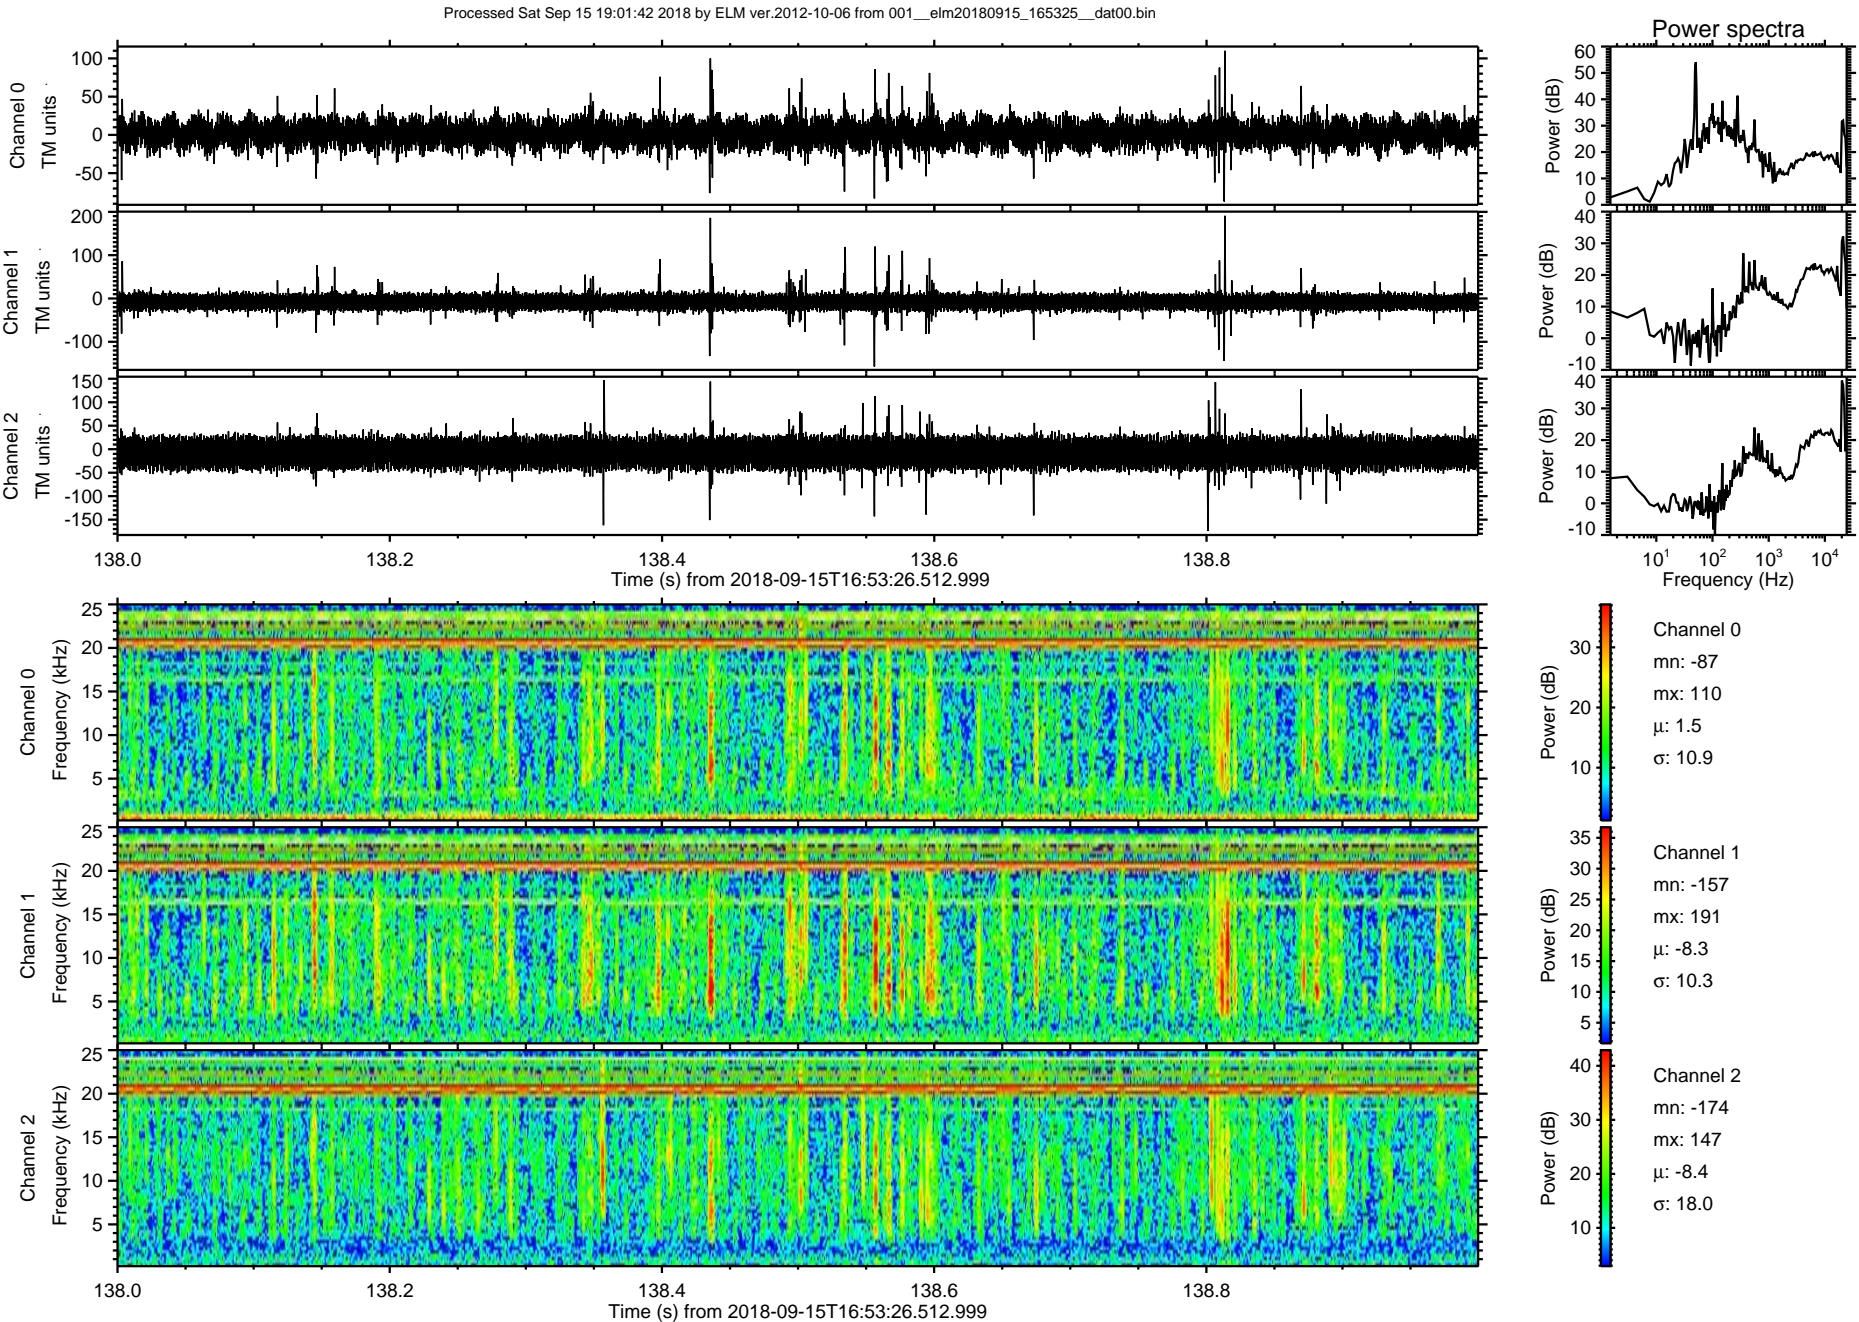 Processed Sat Sep 15 19:01:42 2018 by ELM ver.2012-10-06 from 001__elm20180915_165325__dat00.bin
Power spectra
Channel 0
TM units
100
50
0
-50
Power (dB)
60
50
40
30
20
10
0
Channel 1
TM units
200
100
0
-100
Power (dB)
40
30
20
10
0
-10
Channel 2
TM units
150
100
50
0
-50
-100
-150
Power (dB)
40
30
20
10
0
-10
138.0 138.2 138.4 138.6 138.8
Time (s) from 2018-09-15T16:53:26.512.999
10¹ 10² 10³ 10⁴
Frequency (Hz)
Channel 0
Frequency (kHz)
25
20
15
10
5
Power (dB)
30
20
10
Channel 0
mn: -87
mx: 110
μ: 1.5
σ: 10.9
Channel 1
Frequency (kHz)
25
20
15
10
5
Power (dB)
35
30
25
20
15
10
5
Channel 1
mn: -157
mx: 191
μ: -8.3
σ: 10.3
Channel 2
Frequency (kHz)
25
20
15
10
5
Power (dB)
40
30
20
10
Channel 2
mn: -174
mx: 147
μ: -8.4
σ: 18.0
138.0 138.2 138.4 138.6 138.8
Time (s) from 2018-09-15T16:53:26.512.999